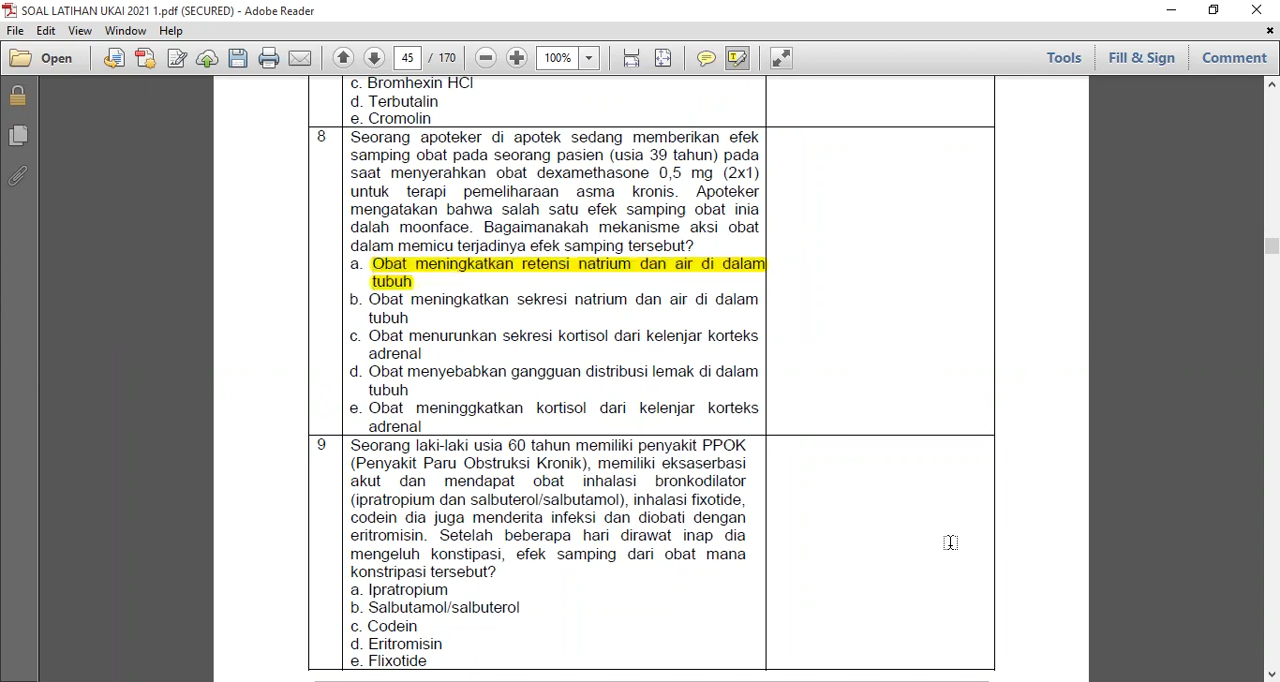 SOAL LATIHAN UKAI 2021 1.pdf (SECURED) - Adobe Reader
File Edit View Window Help
Open 45 / 170 100% Tools Fill & Sign Comment
c. Bromhexin HCl
d. Terbutalin
e. Cromolin
8 Seorang apoteker di apotek sedang memberikan efek
samping obat pada seorang pasien (usia 39 tahun) pada
saat menyerahkan obat dexamethasone 0,5 mg (2x1)
untuk terapi pemeliharaan asma kronis. Apoteker
mengatakan bahwa salah satu efek samping obat inia
dalah moonface. Bagaimanakah mekanisme aksi obat
dalam memicu terjadinya efek samping tersebut?
a. Obat meningkatkan retensi natrium dan air di dalam
tubuh
b. Obat meningkatkan sekresi natrium dan air di dalam
tubuh
c. Obat menurunkan sekresi kortisol dari kelenjar korteks
adrenal
d. Obat menyebabkan gangguan distribusi lemak di dalam
tubuh
e. Obat meninggkatkan kortisol dari kelenjar korteks
adrenal
9 Seorang laki-laki usia 60 tahun memiliki penyakit PPOK
(Penyakit Paru Obstruksi Kronik), memiliki eksaserbasi
akut dan mendapat obat inhalasi bronkodilator
(ipratropium dan salbuterol/salbutamol), inhalasi fixotide,
codein dia juga menderita infeksi dan diobati dengan
eritromisin. Setelah beberapa hari dirawat inap dia
mengeluh konstipasi, efek samping dari obat mana
konstripasi tersebut?
a. Ipratropium
b. Salbutamol/salbuterol
c. Codein
d. Eritromisin
e. Flixotide